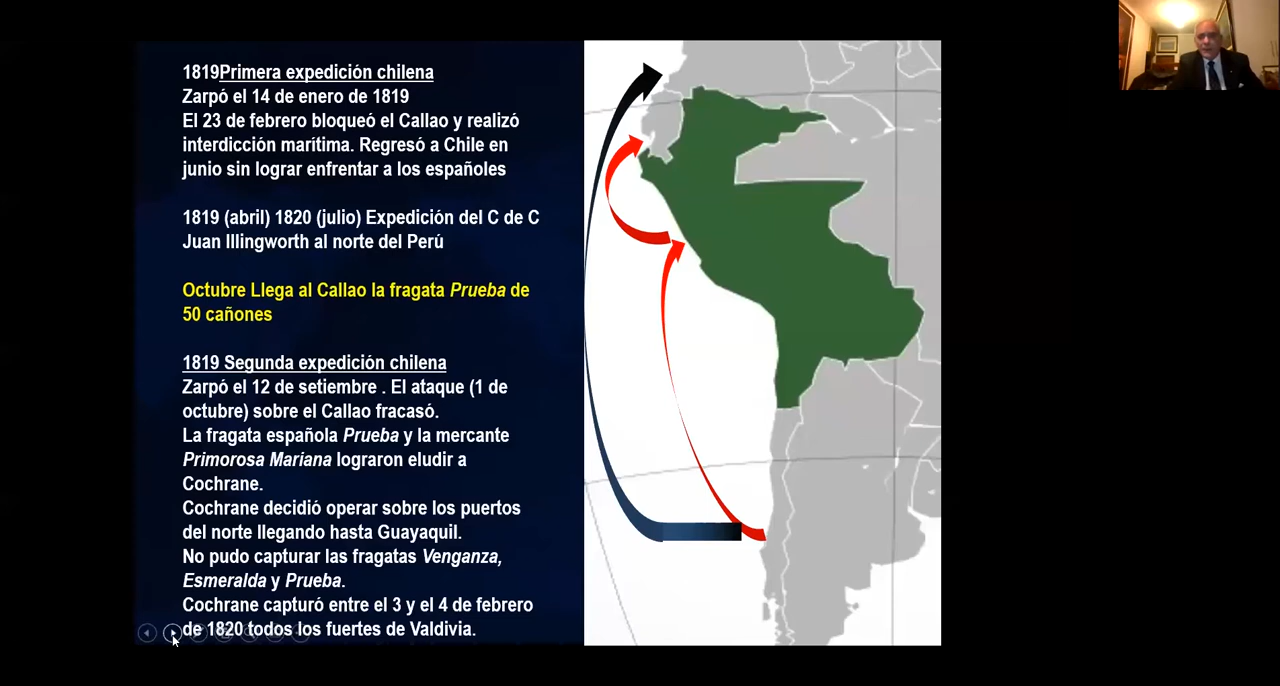 1819Primera expedición chilena
Zarpó el 14 de enero de 1819
El 23 de febrero bloqueó el Callao y realizó
interdicción marítima. Regresó a Chile en
junio sin lograr enfrentar a los españoles
1819 (abril) 1820 (julio) Expedición del C de C
Juan Illingworth al norte del Perú
Octubre Llega al Callao la fragata Prueba de
50 cañones
1819 Segunda expedición chilena
Zarpó el 12 de setiembre . El ataque (1 de
octubre) sobre el Callao fracasó.
La fragata española Prueba y la mercante
Primorosa Mariana lograron eludir a
Cochrane.
Cochrane decidió operar sobre los puertos
del norte llegando hasta Guayaquil.
No pudo capturar las fragatas Venganza,
Esmeralda y Prueba.
Cochrane capturó entre el 3 y el 4 de febrero
de 1820 todos los fuertes de Valdivia.